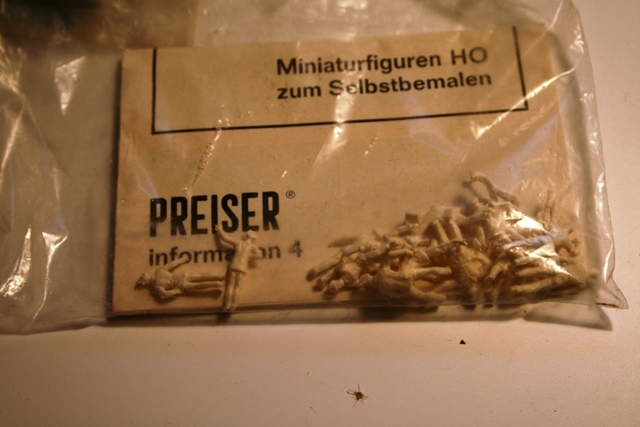 Miniaturfiguren HO
zum Selbstbemalen
PREISER®
information 4